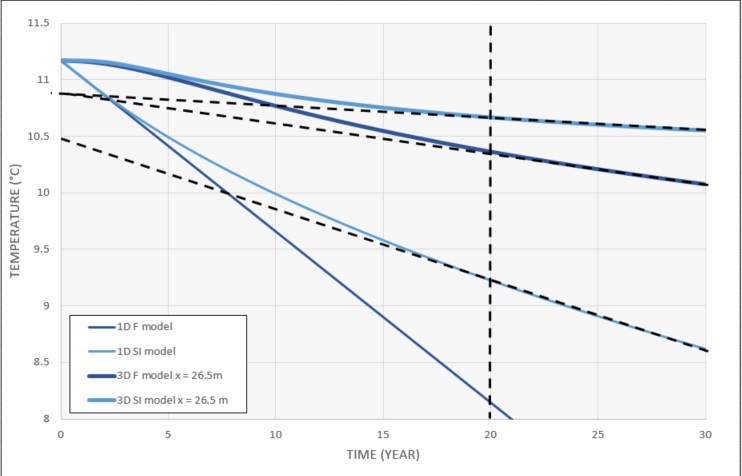 11.5
11
10.5
10
9.5
9
8.5
8
TEMPERATURE (°C)
1D F model
1D SI model
3D F model x = 26.5m
3D SI model x = 26.5 m
0 5 10 15 20 25 30
TIME (YEAR)